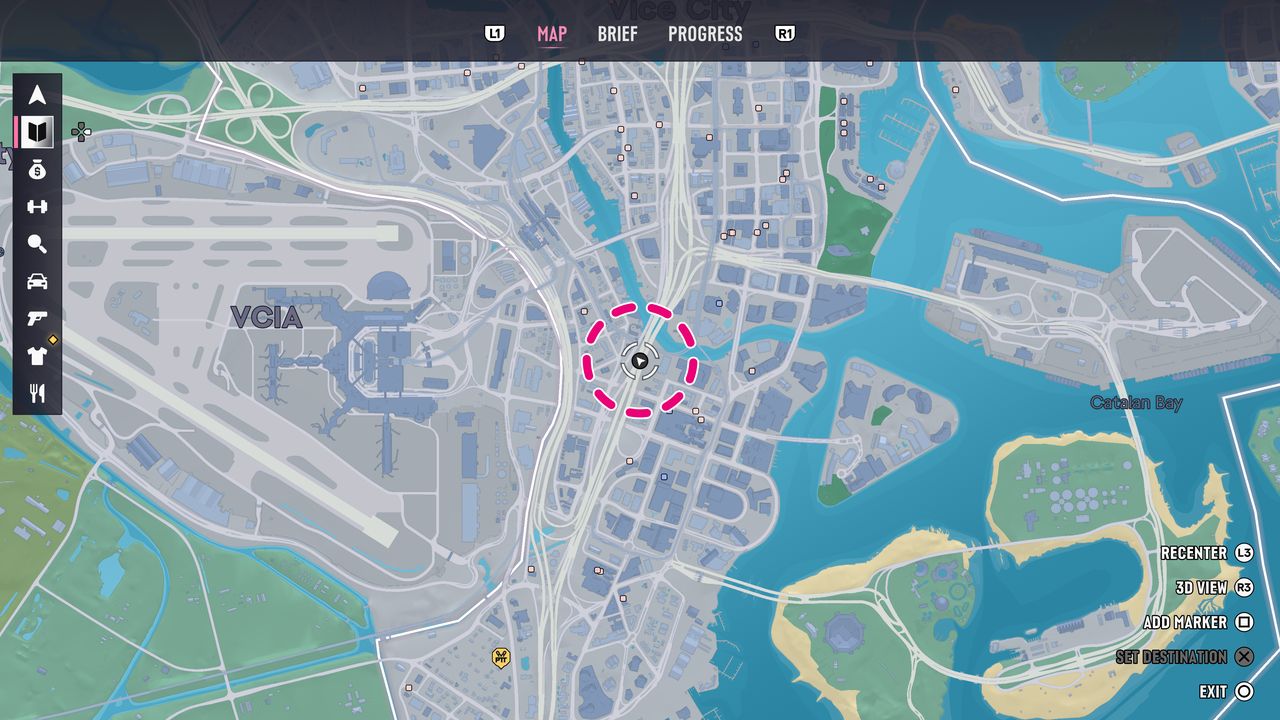 Vice City
L1 MAP BRIEF PROGRESS R1
VCIA
Catalan Bay
RECENTER L3
3D VIEW R3
ADD MARKER
SET DESTINATION
EXIT